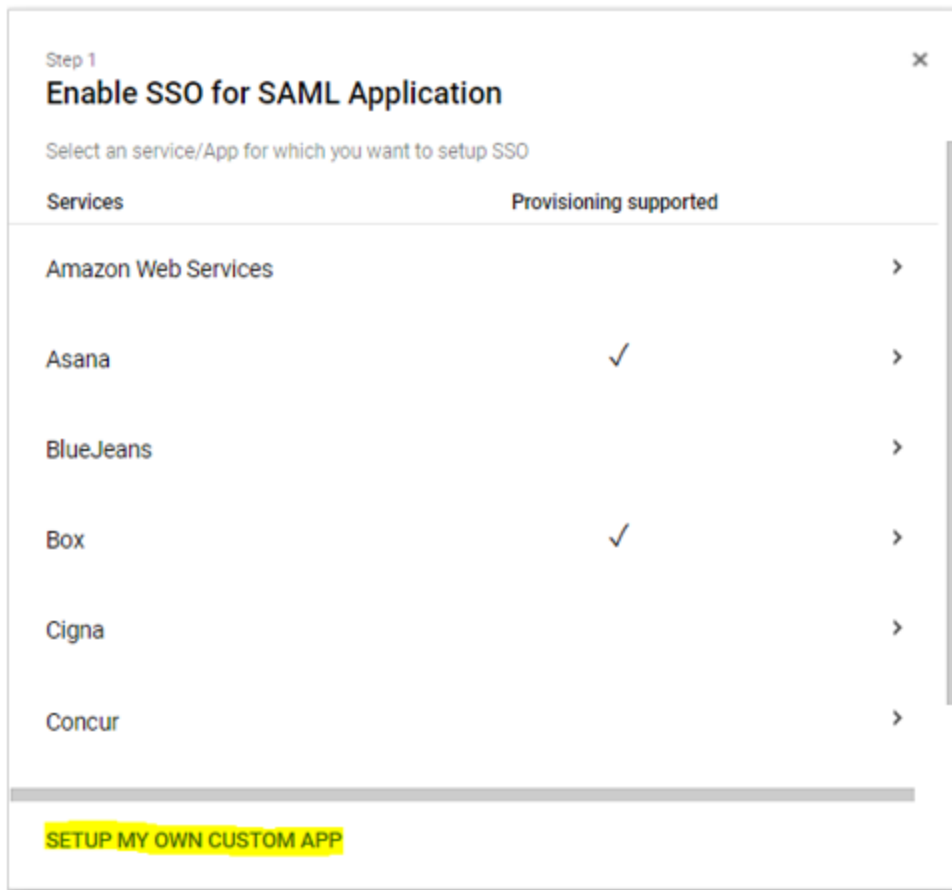 Step 1
Enable SSO for SAML Application
Select an service/App for which you want to setup SSO
Services Provisioning supported
Amazon Web Services
Asana
BlueJeans
Box
Cigna
Concur
SETUP MY OWN CUSTOM APP